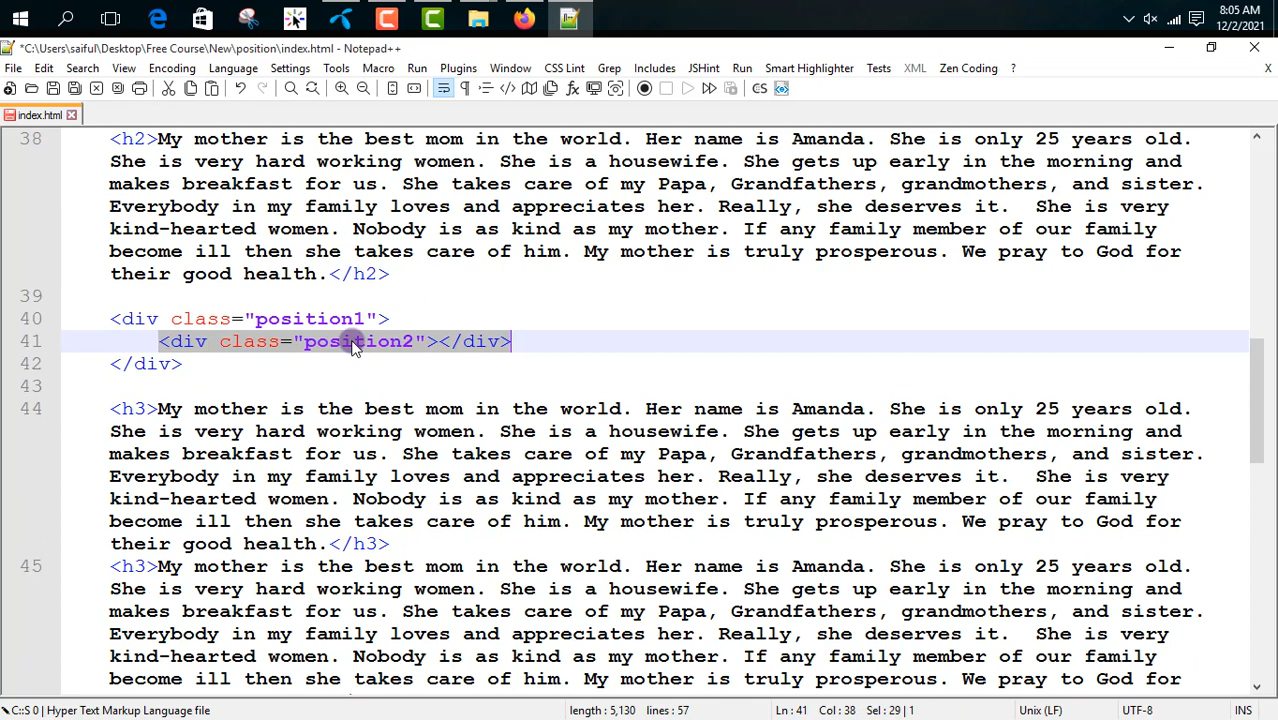 8:05 AM
12/2/2021
*C:\Users\saiful\Desktop\Free Course\New\position\index.html - Notepad++
File Edit Search View Encoding Language Settings Tools Macro Run Plugins Window CSS Lint Grep Includes JSHint Run Smart Highlighter Tests XML Zen Coding ? X
CS
index.html
38 <h2>My mother is the best mom in the world. Her name is Amanda. She is only 25 years old.
She is very hard working women. She is a housewife. She gets up early in the morning and
makes breakfast for us. She takes care of my Papa, Grandfathers, grandmothers, and sister.
Everybody in my family loves and appreciates her. Really, she deserves it.  She is very
kind-hearted women. Nobody is as kind as my mother. If any family member of our family
become ill then she takes care of him. My mother is truly prosperous. We pray to God for
their good health.</h2>
39
40 <div class="position1">
41 <div class="position2"></div>
42 </div>
43
44 <h3>My mother is the best mom in the world. Her name is Amanda. She is only 25 years old.
She is very hard working women. She is a housewife. She gets up early in the morning and
makes breakfast for us. She takes care of my Papa, Grandfathers, grandmothers, and sister.
Everybody in my family loves and appreciates her. Really, she deserves it.  She is very
kind-hearted women. Nobody is as kind as my mother. If any family member of our family
become ill then she takes care of him. My mother is truly prosperous. We pray to God for
their good health.</h3>
45 <h3>My mother is the best mom in the world. Her name is Amanda. She is only 25 years old.
She is very hard working women. She is a housewife. She gets up early in the morning and
makes breakfast for us. She takes care of my Papa, Grandfathers, grandmothers, and sister.
Everybody in my family loves and appreciates her. Really, she deserves it.  She is very
kind-hearted women. Nobody is as kind as my mother. If any family member of our family
become ill then she takes care of him. My mother is truly prosperous. We pray to God for
C::S 0 | Hyper Text Markup Language file length : 5,130 lines : 57 Ln : 41 Col : 38 Sel : 29 | 1 Unix (LF) UTF-8 INS